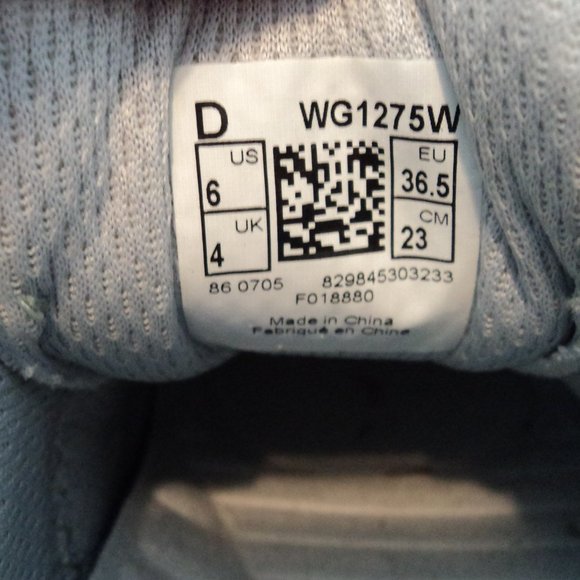 D WG1275W
US 6 EU 36.5
UK 4 CM 23
86 0705 829845303233
F018880
Made in China
Fabriqué en Chine